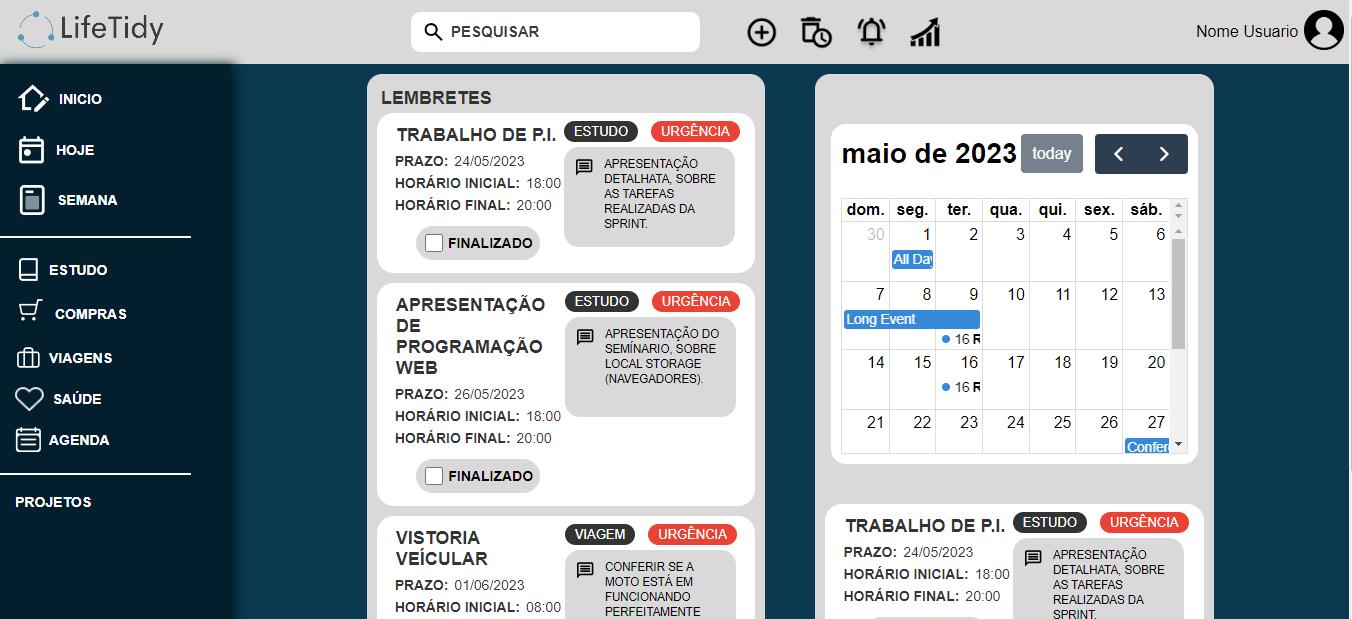 LifeTidy
PESQUISAR
Nome Usuario
INICIO
HOJE
SEMANA
ESTUDO
COMPRAS
VIAGENS
SAÚDE
AGENDA
PROJETOS
LEMBRETES
TRABALHO DE P.I.
ESTUDO URGÊNCIA
PRAZO: 24/05/2023
HORÁRIO INICIAL: 18:00
HORÁRIO FINAL: 20:00
APRESENTAÇÃO
DETALHATA, SOBRE
AS TAREFAS
REALIZADAS DA
SPRINT.
FINALIZADO
APRESENTAÇÃO
DE
PROGRAMAÇÃO
WEB
ESTUDO URGÊNCIA
PRAZO: 26/05/2023
HORÁRIO INICIAL: 18:00
HORÁRIO FINAL: 20:00
APRESENTAÇÃO DO
SEMÍNARIO, SOBRE
LOCAL STORAGE
(NAVEGADORES).
FINALIZADO
VISTORIA
VEÍCULAR
VIAGEM URGÊNCIA
PRAZO: 01/06/2023
HORÁRIO INICIAL: 08:00
CONFERIR SE A
MOTO ESTÁ EM
FUNCIONANDO
PERFEITAMENTE
maio de 2023 today
dom. seg. ter. qua. qui. sex. sáb.
30 1 2 3 4 5 6
All Day
7 8 9 10 11 12 13
Long Event
16 R
14 15 16 17 18 19 20
16 R
21 22 23 24 25 26 27
Confer
TRABALHO DE P.I.
ESTUDO URGÊNCIA
PRAZO: 24/05/2023
HORÁRIO INICIAL: 18:00
HORÁRIO FINAL: 20:00
APRESENTAÇÃO
DETALHATA, SOBRE
AS TAREFAS
REALIZADAS DA
SPRINT.